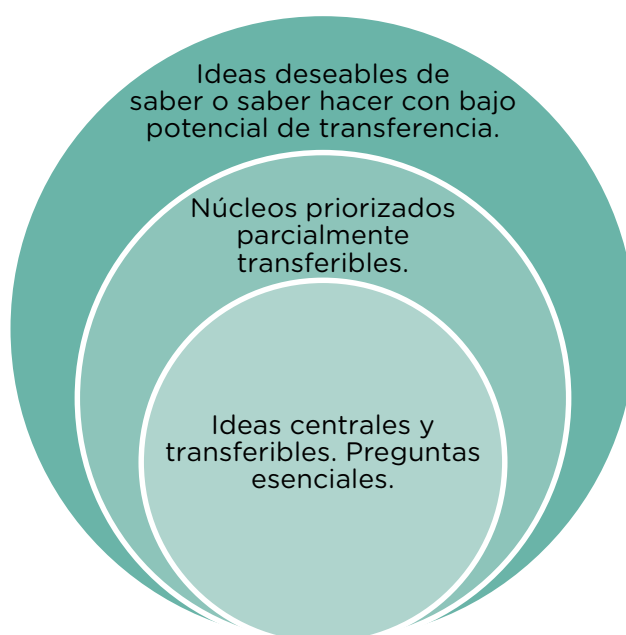 Ideas deseables de
saber o saber hacer con bajo
potencial de transferencia.
Núcleos priorizados
parcialmente
transferibles.
Ideas centrales y
transferibles. Preguntas
esenciales.